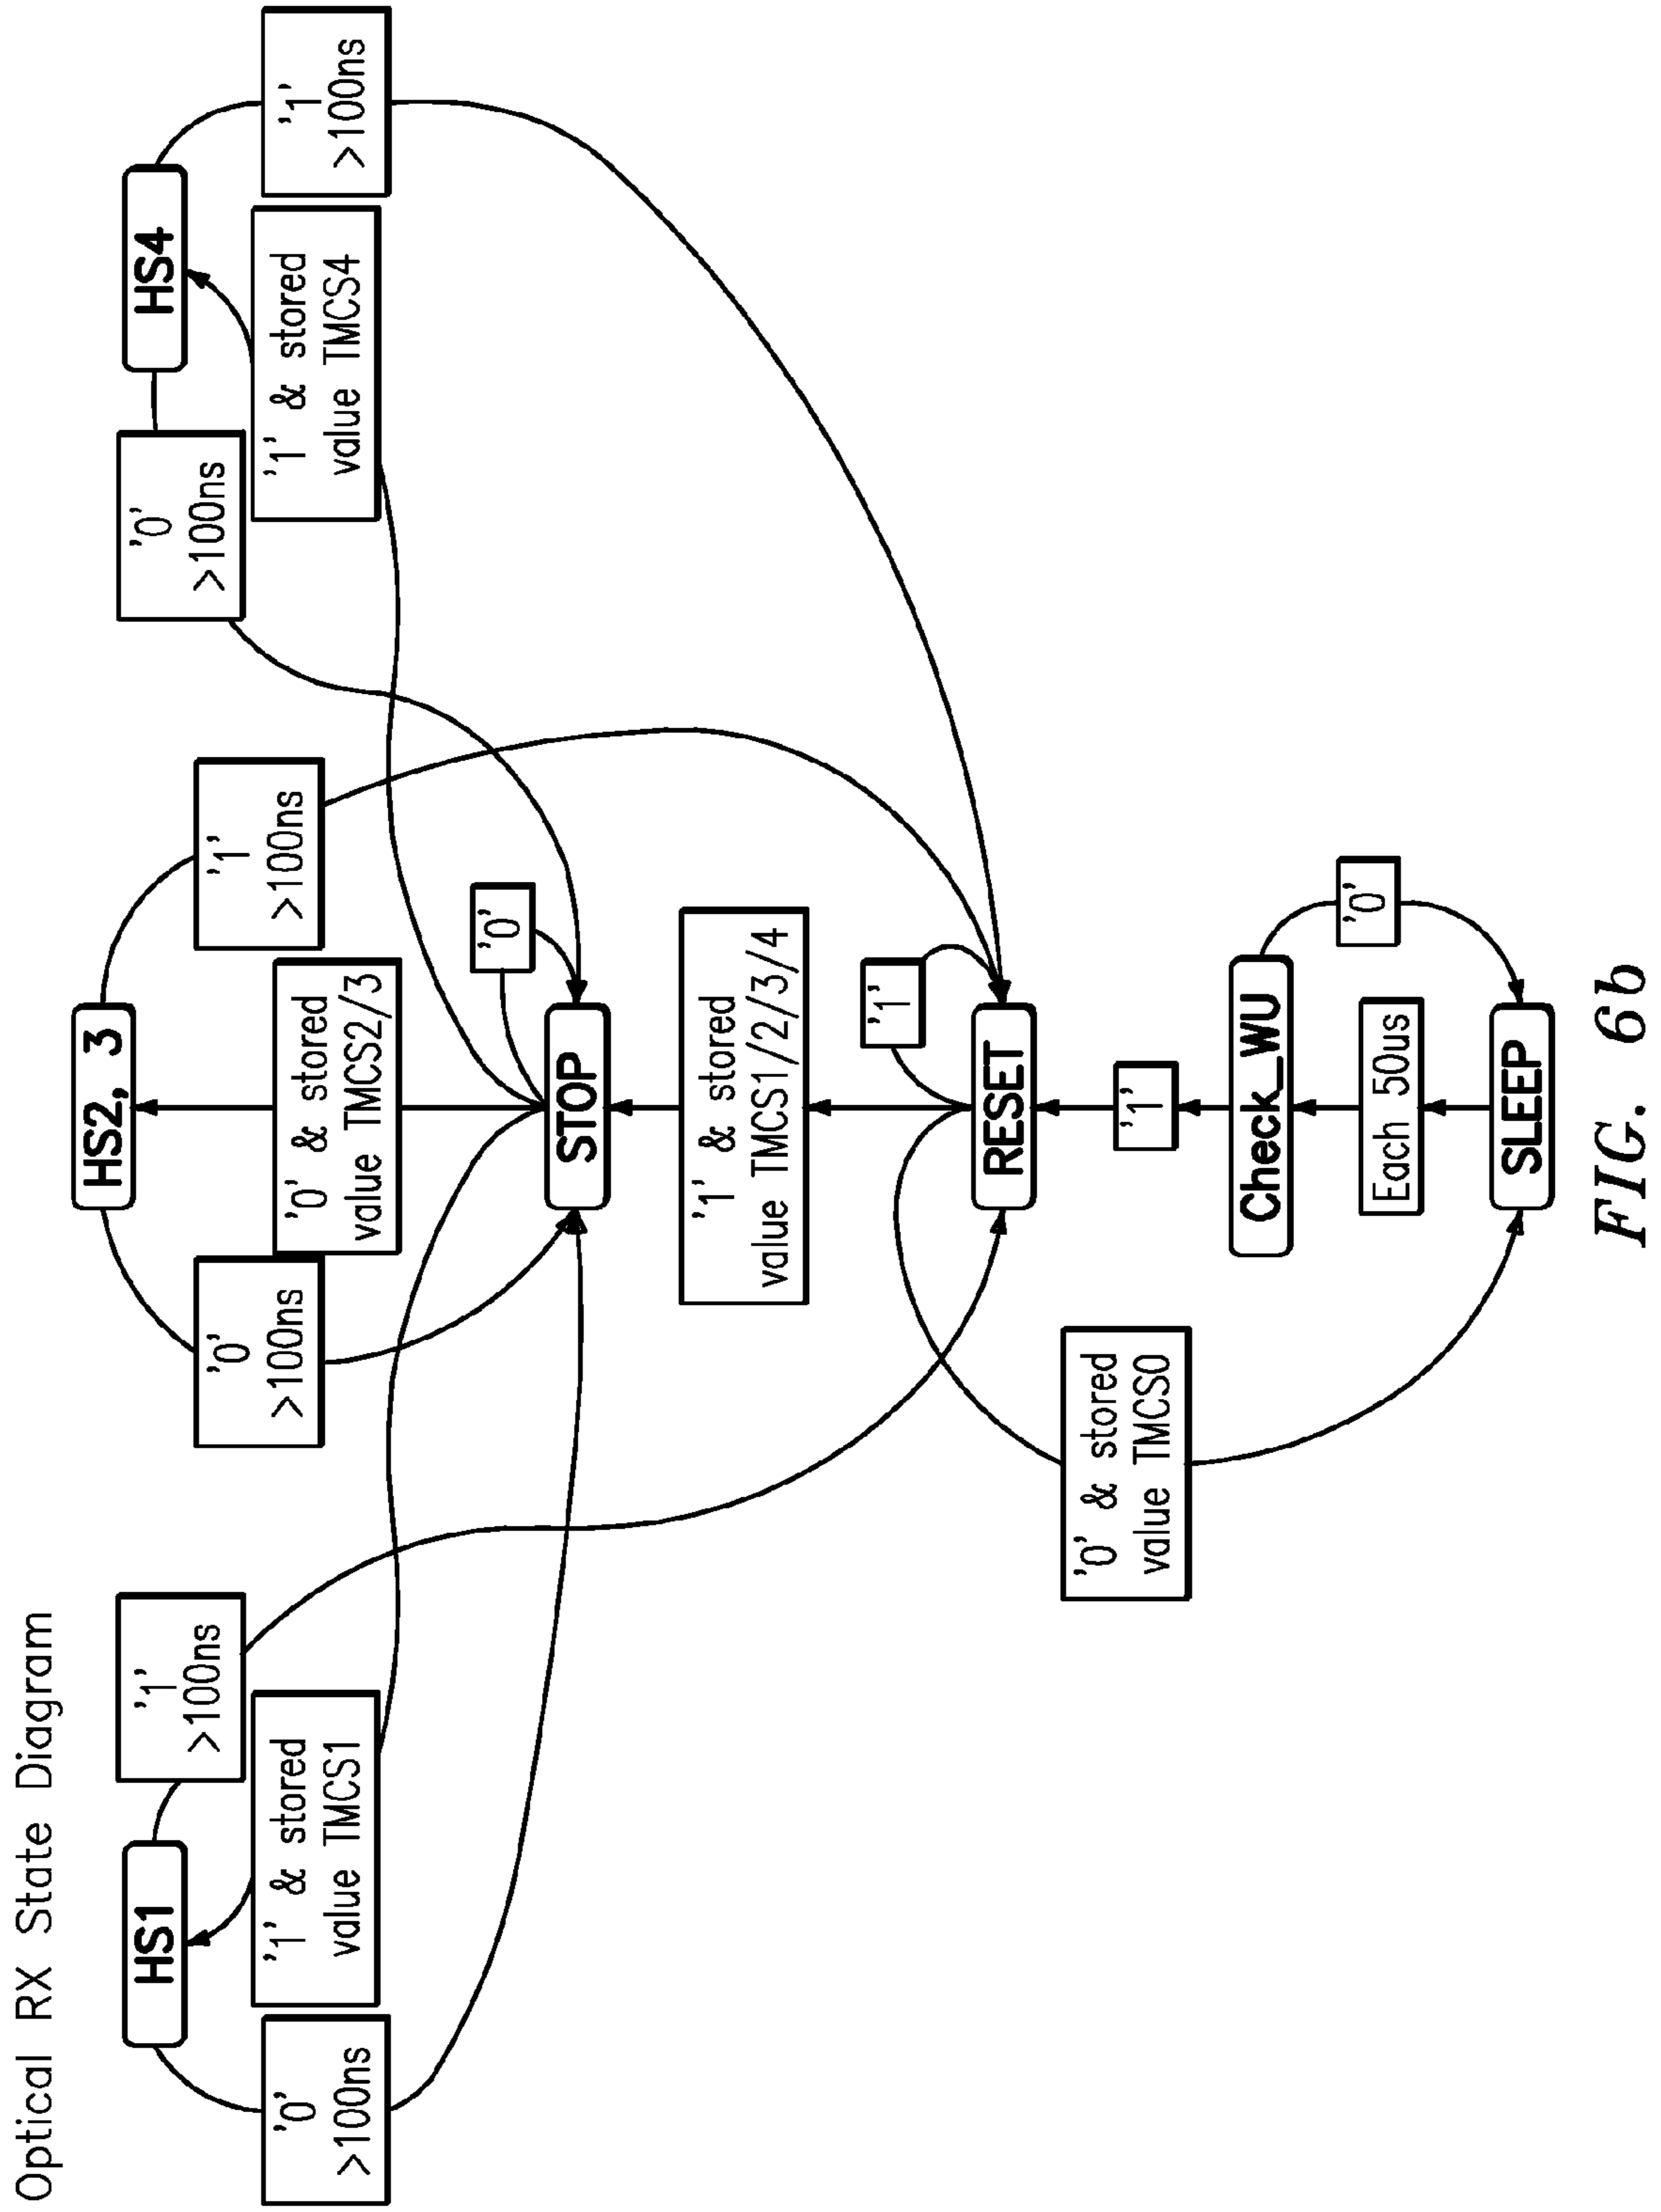 Optical RX State Diagram
HS1
'0'
>100ns
'1' & stored
value TMCS1
'1'
>100ns
HS2, 3
'0'
>100ns
'0' & stored
value TMCS2//3
'1'
>100ns
HS4
'0'
>100ns
'1' & stored
value TMCS4
'1'
>100ns
'0'
STOP
'1' & stored
value TMCS1//2//3//4
'1'
RESET
'0' & stored
value TMCS0
'1'
Check_WU
'0'
Each 50us
SLEEP
FIG. 6b